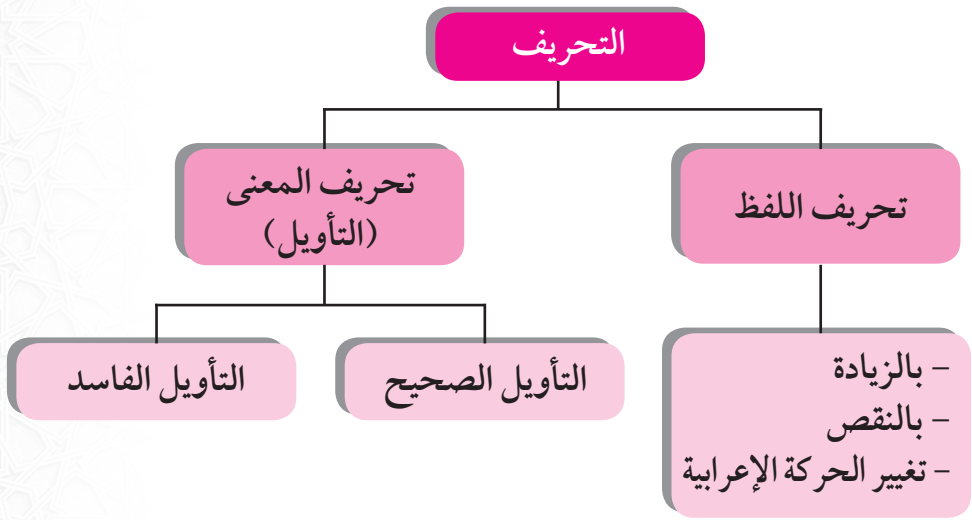 التحريف
تحريف اللفظ
تحريف المعنى
(التأويل)
– بالزيادة
– بالنقص
– تغيير الحركة الإعرابية
التأويل الصحيح
التأويل الفاسد